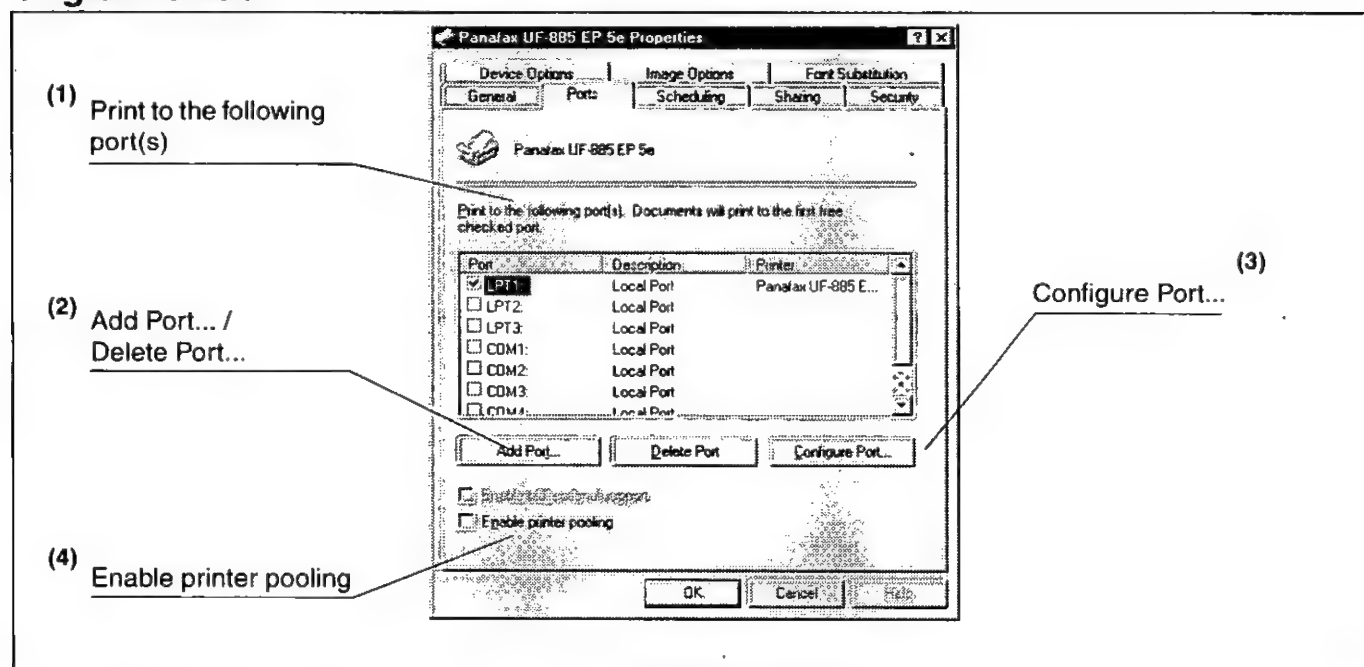 Panafax UF-885 EP 5e Properties
Device Options Image Options Font Substitution
General Ports Scheduling Sharing Security
(1)
Print to the following
port(s)
Panafax UF-885 EP 5e
Print to the following port(s). Documents will print to the first free
checked port.
Port Description Printer
LPT1: Local Port Panafax UF-885 E...
LPT2: Local Port
LPT3: Local Port
COM1: Local Port
COM2: Local Port
COM3: Local Port
COM4: Local Port
(2)
Add Port... /
Delete Port...
(3)
Configure Port...
Add Port... Delete Port Configure Port...
Enable printer pooling
(4)
Enable printer pooling
OK Cancel Help